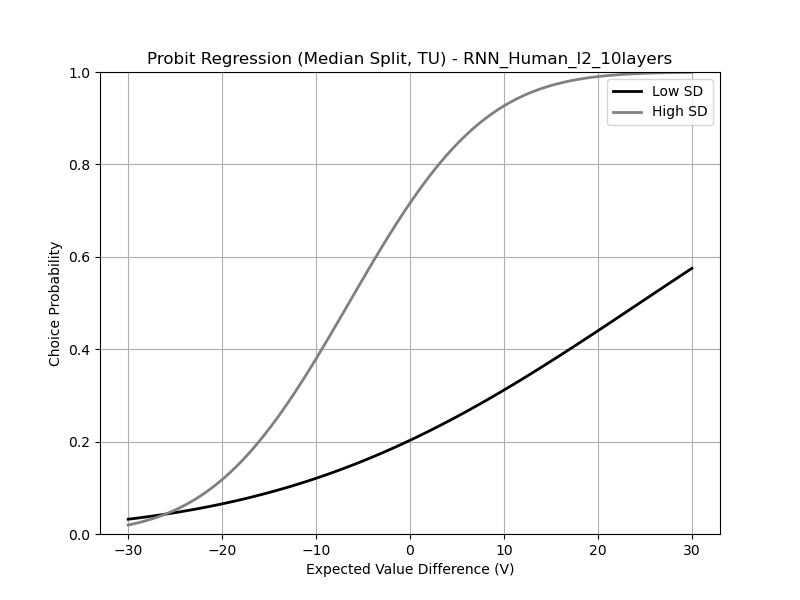 Probit Regression (Median Split, TU) - RNN_Human_l2_10layers
Low SD
High SD
Choice Probability
1.0
0.8
0.6
0.4
0.2
0.0
−30
−20
−10
0
10
20
30
Expected Value Difference (V)